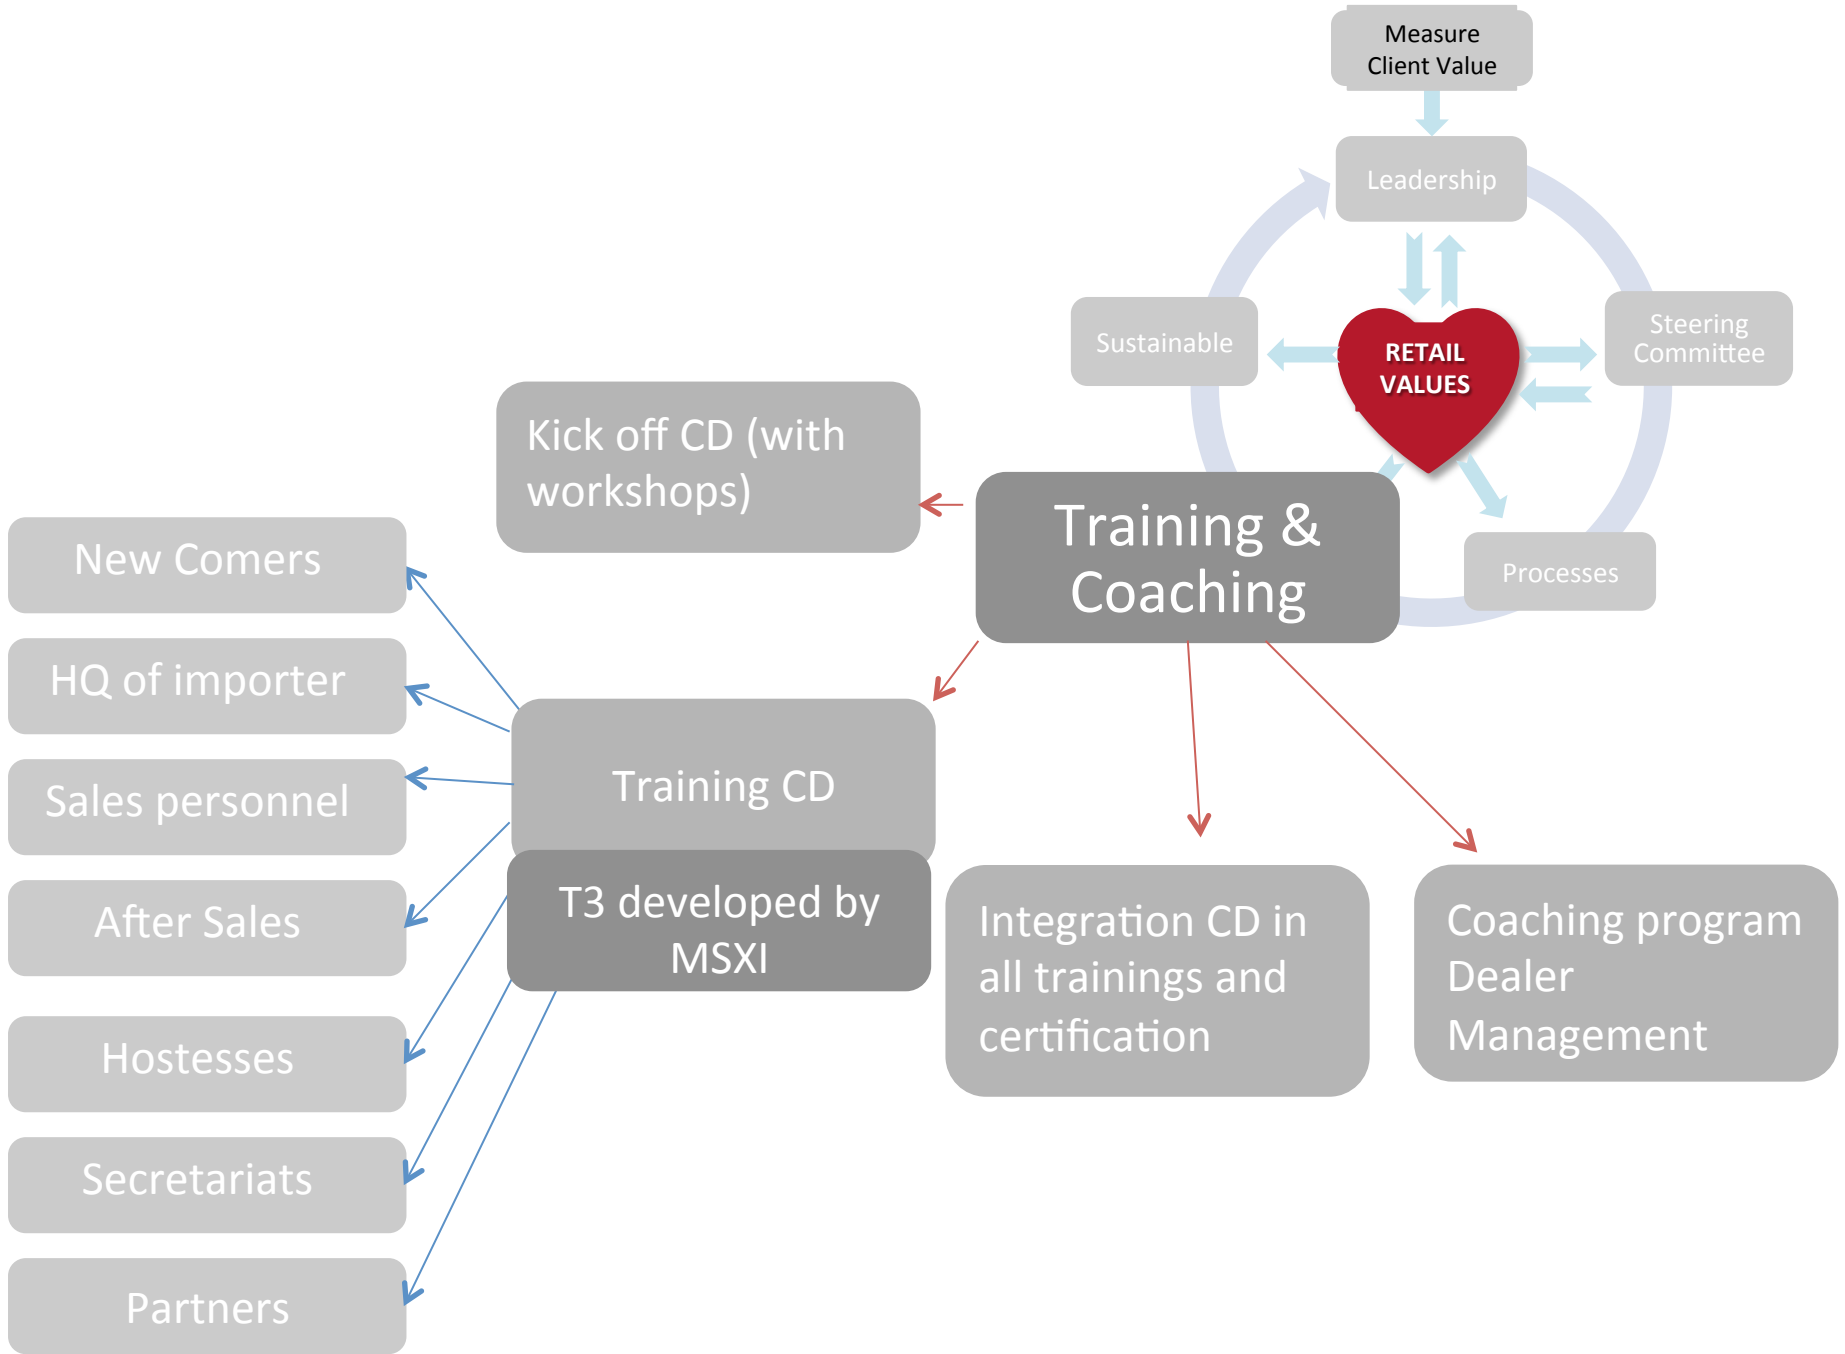 Measure
Client Value
Leadership
Sustainable
RETAIL
VALUES
Steering
Committee
Processes
Training &
Coaching
Kick off CD (with
workshops)
Training CD
T3 developed by
MSXI
New Comers
HQ of importer
Sales personnel
After Sales
Hostesses
Secretariats
Partners
Integration CD in
all trainings and
certification
Coaching program
Dealer
Management